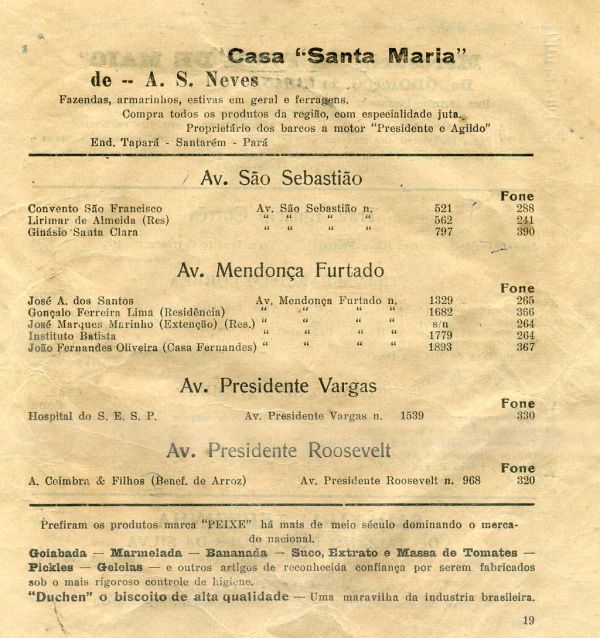 Casa "Santa Maria"
de -- A. S. Neves
Fazendas, armarinhos, estivas em geral e ferragens.
Compra todos os produtos da região, com especialidade juta.
Proprietário dos barcos a motor "Presidente e Agildo"
End. Tapará - Santarém - Pará
Av. São Sebastião
Fone
Convento São Francisco Av. São Sebastião n. 521 288
Lirimar de Almeida (Res) " " " " 562 241
Ginásio Santa Clara " " " " 797 390
Av. Mendonça Furtado
Fone
José A. dos Santos Av. Mendonça Furtado n. 1329 265
Gonçalo Ferreira Lima (Residência) " " " " 1682 366
José Marques Marinho (Extenção) (Res.) " " " " s/n 264
Instituto Batista " " " " 1779 264
João Fernandes Oliveira (Casa Fernandes) " " " " 1893 367
Av. Presidente Vargas
Fone
Hospital do S. E. S. P. Av. Presidente Vargas n. 1539 330
Av. Presidente Roosevelt
Fone
A. Coimbra & Filhos (Benef. de Arroz) Av. Presidente Roosevelt n. 968 320
Prefiram os produtos marca "PEIXE" há mais de meio século dominando o merca-
do nacional.
Goiabada — Marmelada — Bananada — Suco, Extrato e Massa de Tomates —
Pickles — Geleias — e outros artigos de reconhecida confiança por serem fabricados
sob o mais rigoroso controle de higiene.
"Duchen" o biscoito de alta qualidade — Uma maravilha da industria brasileira.
19